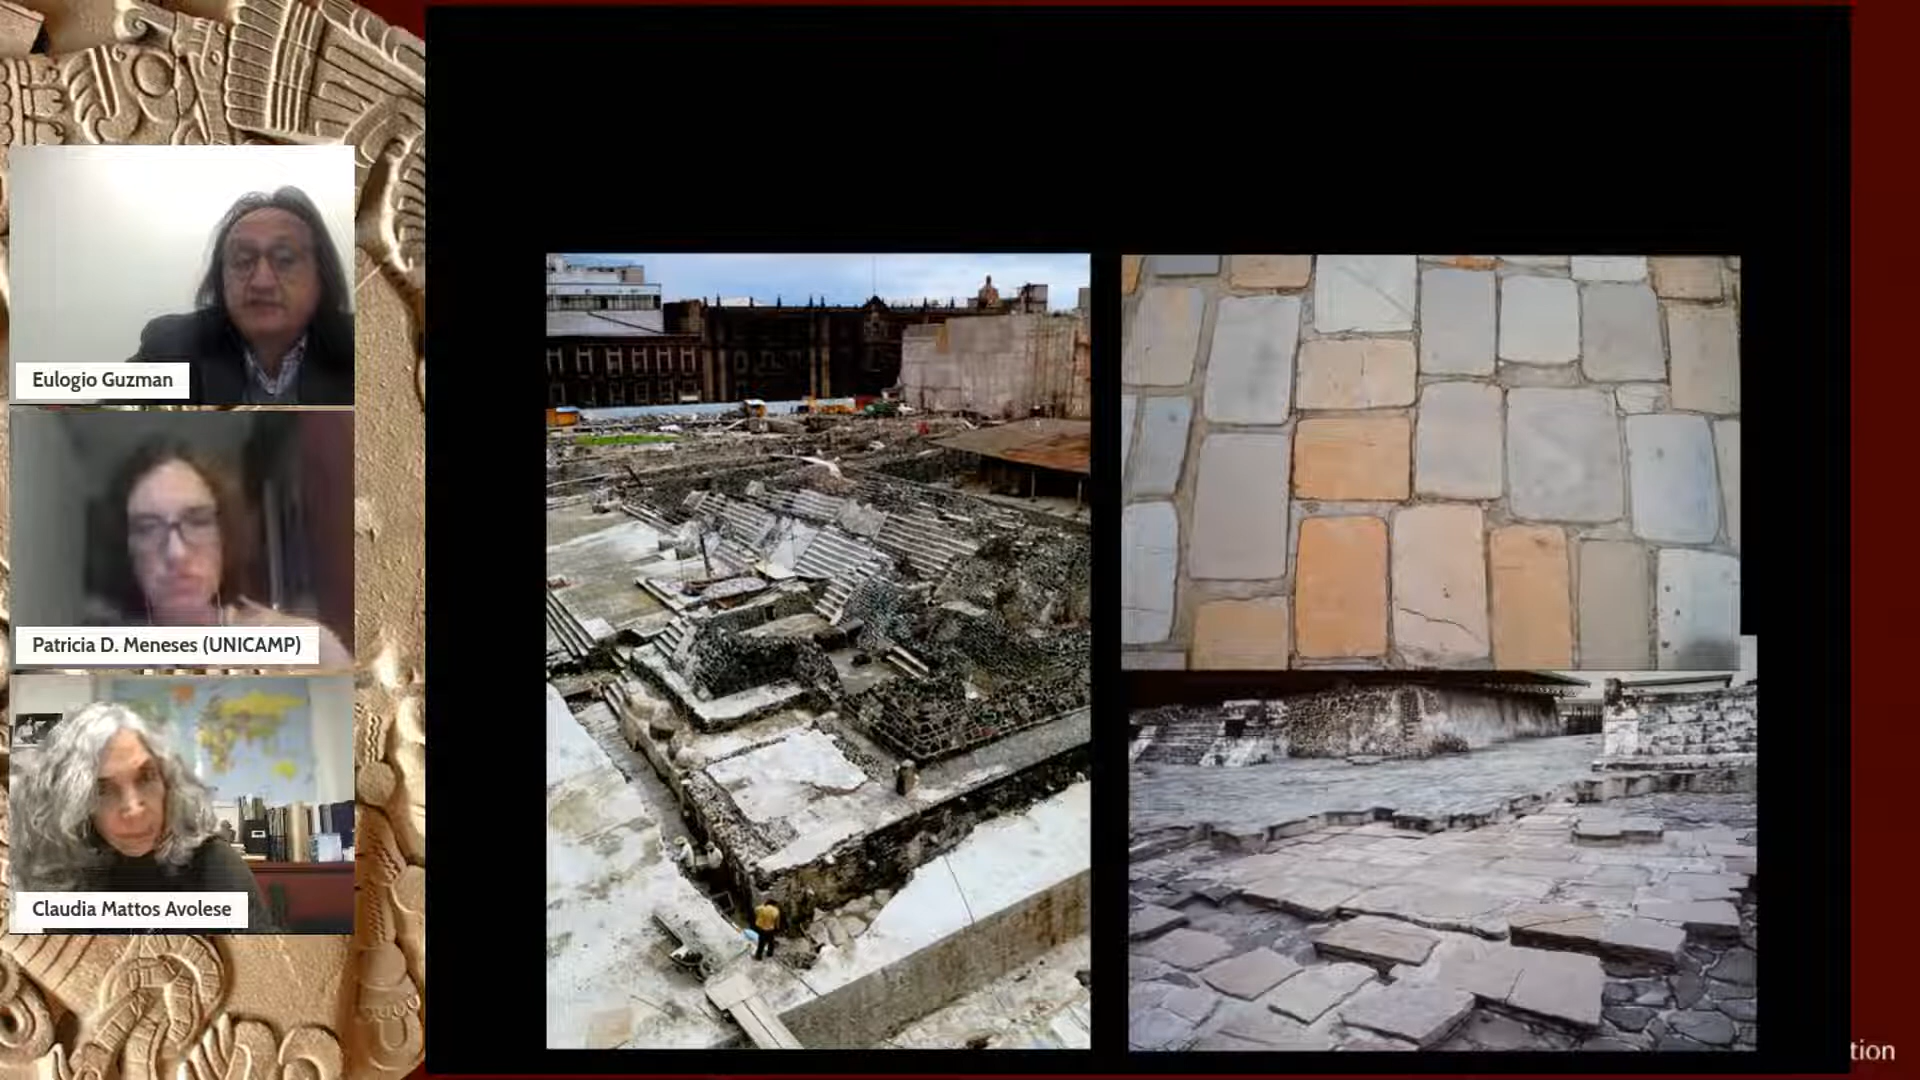 Eulogio Guzman
Patricia D. Meneses (UNICAMP)
Claudia Mattos Avolese
tion